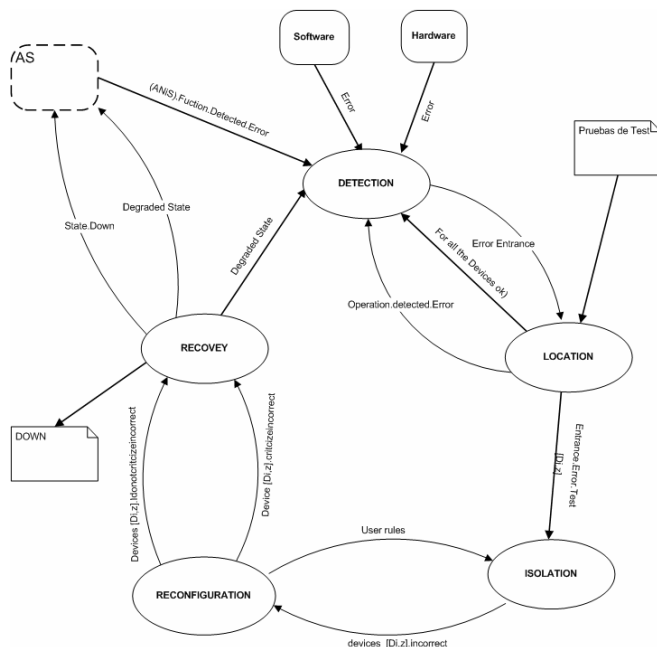 Software
Hardware
AS
(ANiS).Fuction.Detected.Error
Error
Error
Pruebas de Test
DETECTION
Degraded State
State.Down
Degraded State
Error Entrance
For all the Devices ok)
Operation.detected.Error
RECOVEY
LOCATION
DOWN
Devices [Di,z].Idonotcritcizeincorrect
Device [Di,z].critcizeincorrect
Entrance.Error.Test
[Di,z]
User rules
ISOLATION
RECONFIGURATION
devices [Di,z].incorrect